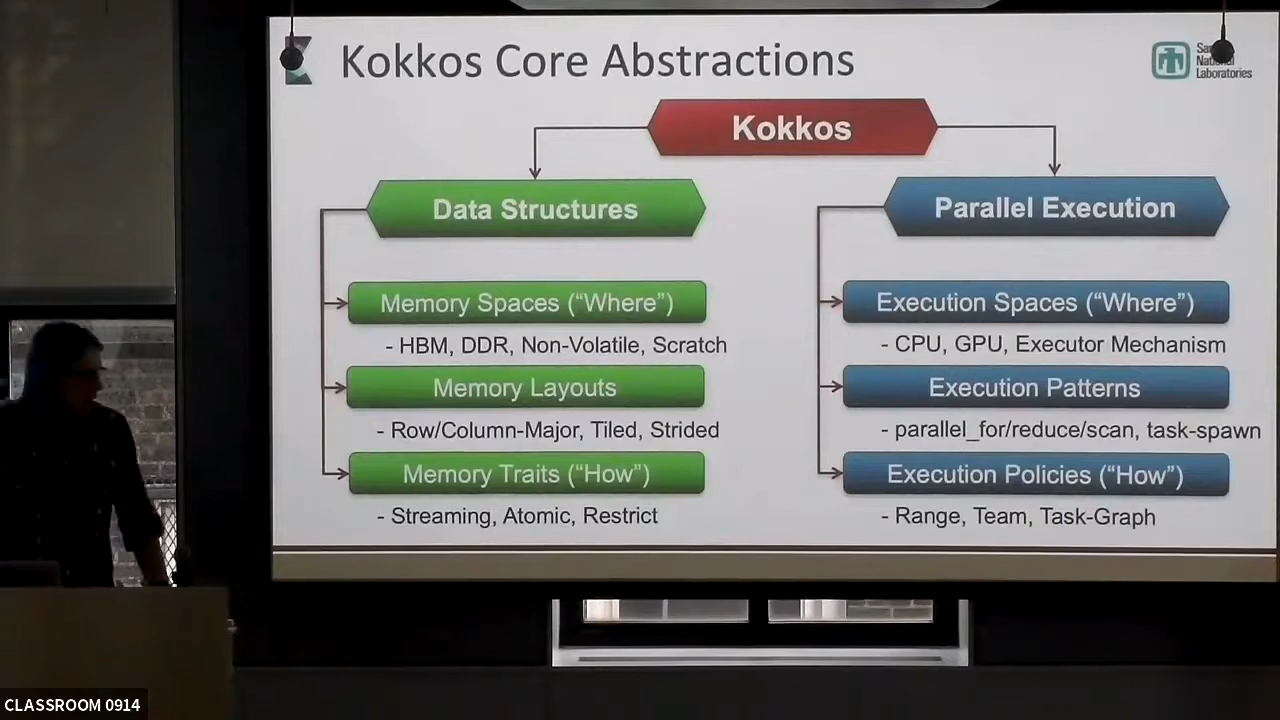 Kokkos Core Abstractions
National
Laboratories
Kokkos
Data Structures
Memory Spaces (“Where”)
- HBM, DDR, Non-Volatile, Scratch
Memory Layouts
- Row/Column-Major, Tiled, Strided
Memory Traits (“How”)
- Streaming, Atomic, Restrict
Parallel Execution
Execution Spaces (“Where”)
- CPU, GPU, Executor Mechanism
Execution Patterns
- parallel_for/reduce/scan, task-spawn
Execution Policies (“How”)
- Range, Team, Task-Graph
CLASSROOM 0914